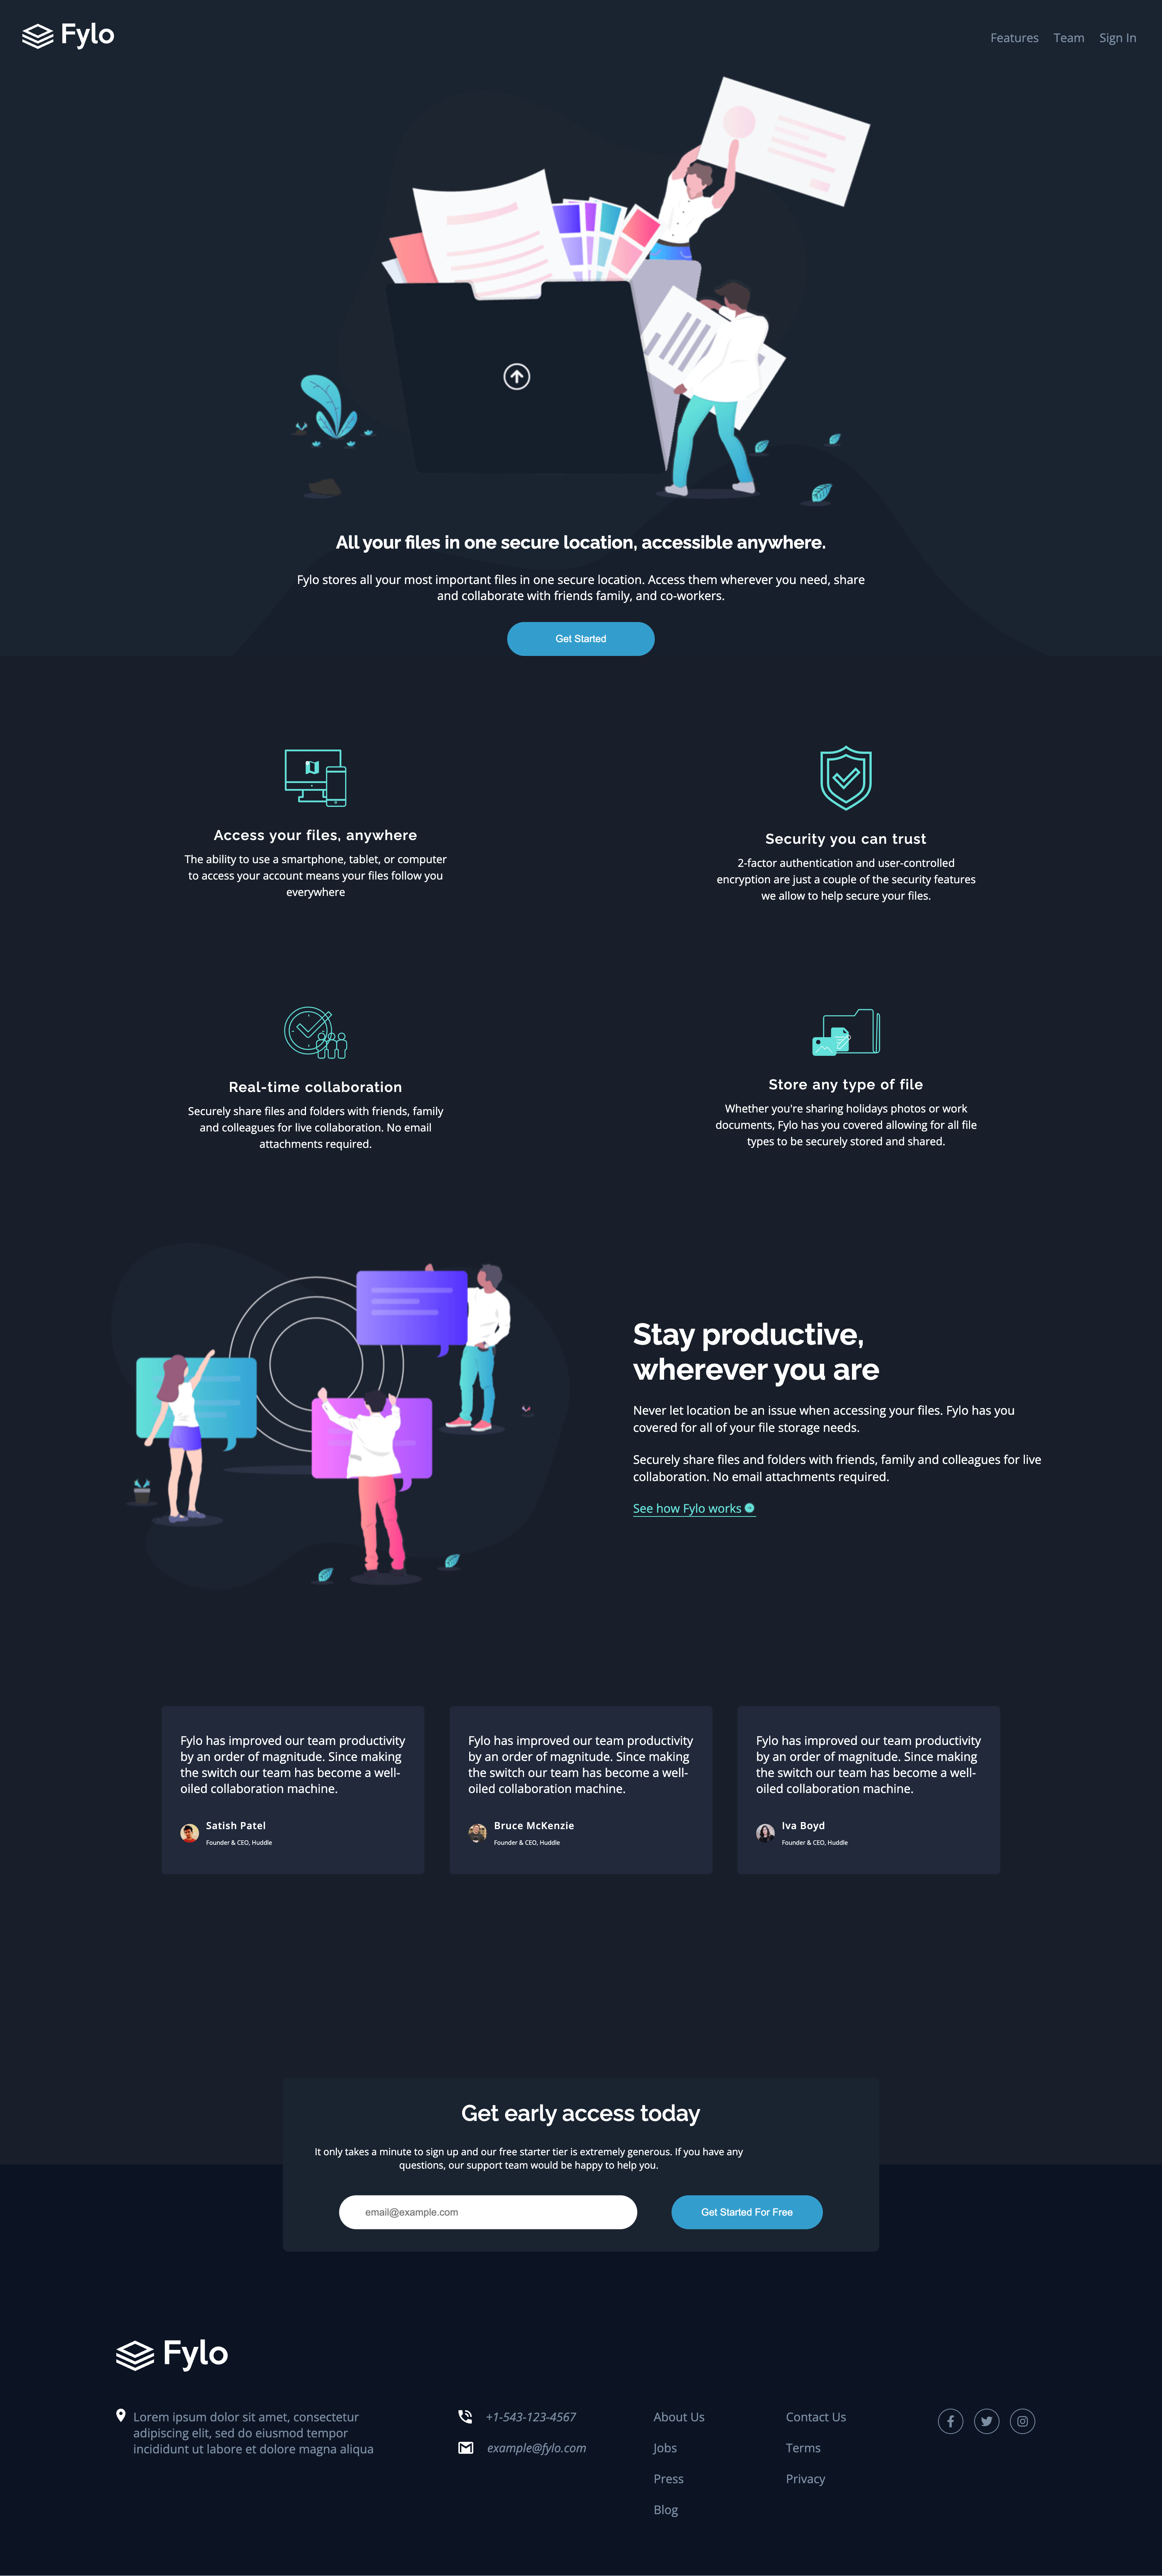 Fylo
Features Team Sign In
All your files in one secure location, accessible anywhere.
Fylo stores all your most important files in one secure location. Access them wherever you need, share
and collaborate with friends family, and co-workers.
Get Started
Access your files, anywhere
The ability to use a smartphone, tablet, or computer
to access your account means your files follow you
everywhere
Security you can trust
2-factor authentication and user-controlled
encryption are just a couple of the security features
we allow to help secure your files.
Real-time collaboration
Securely share files and folders with friends, family
and colleagues for live collaboration. No email
attachments required.
Store any type of file
Whether you're sharing holidays photos or work
documents, Fylo has you covered allowing for all file
types to be securely stored and shared.
Stay productive,
wherever you are
Never let location be an issue when accessing your files. Fylo has you
covered for all of your file storage needs.
Securely share files and folders with friends, family and colleagues for live
collaboration. No email attachments required.
See how Fylo works
Fylo has improved our team productivity
by an order of magnitude. Since making
the switch our team has become a well-
oiled collaboration machine.
Satish Patel
Founder & CEO, Huddle
Fylo has improved our team productivity
by an order of magnitude. Since making
the switch our team has become a well-
oiled collaboration machine.
Bruce McKenzie
Founder & CEO, Huddle
Fylo has improved our team productivity
by an order of magnitude. Since making
the switch our team has become a well-
oiled collaboration machine.
Iva Boyd
Founder & CEO, Huddle
Get early access today
It only takes a minute to sign up and our free starter tier is extremely generous. If you have any
questions, our support team would be happy to help you.
email@example.com
Get Started For Free
Fylo
Lorem ipsum dolor sit amet, consectetur
adipiscing elit, sed do eiusmod tempor
incididunt ut labore et dolore magna aliqua
+1-543-123-4567
example@fylo.com
About Us
Jobs
Press
Blog
Contact Us
Terms
Privacy